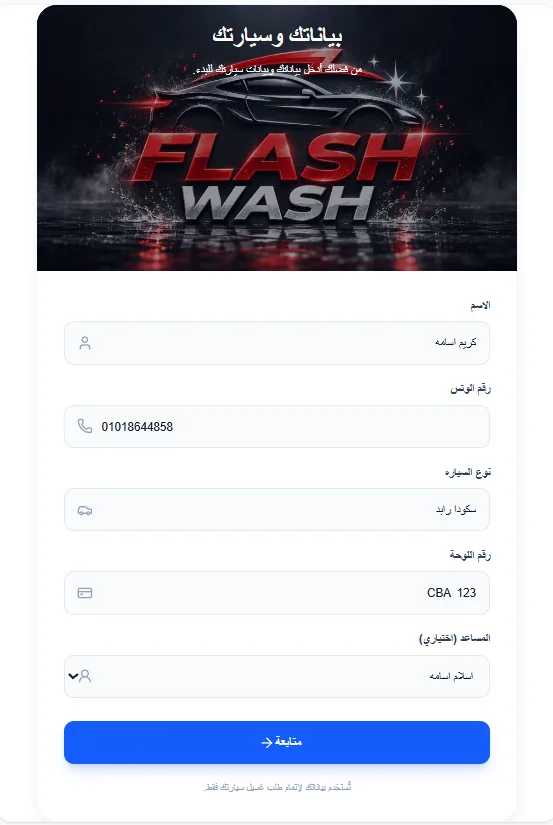 بياناتك وسيارتك
من فضلك أدخل بياناتك وبيانات سيارتك للبدء.
FLASH
WASH
الاسم
كريم اسامه
رقم الوتس
01018644858
نوع السياره
سكودا رابد
رقم اللوحة
CBA 123
المساعد (اختياري)
اسلام اسامه
متابعة
تُستخدم بياناتك لإتمام طلب غسيل سيارتك فقط.